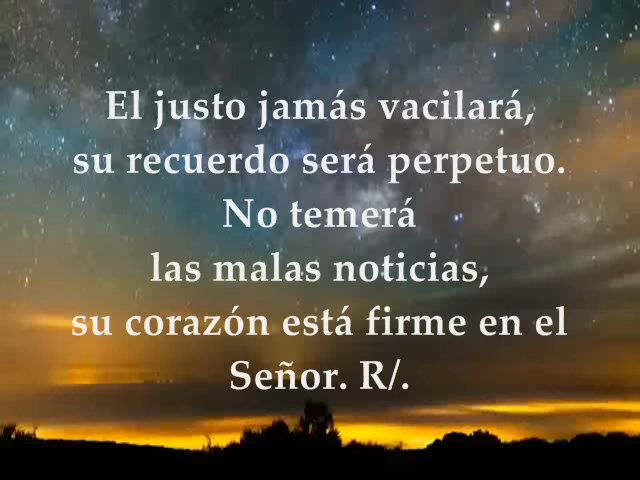 El justo jamás vacilará,
su recuerdo será perpetuo.
No temerá
las malas noticias,
su corazón está firme en el
Señor. R/.